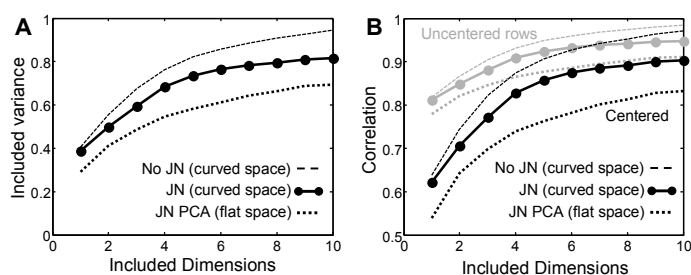 A
Included variance
1
0.8
0.6
0.4
0.2
0
0 2 4 6 8 10
Included Dimensions
No JN (curved space)
JN (curved space)
JN PCA (flat space)
B
Correlation
1
0.9
0.8
0.7
0.6
0.5
0 2 4 6 8 10
Included Dimensions
Uncentered rows
Centered
No JN (curved space)
JN (curved space)
JN PCA (flat space)